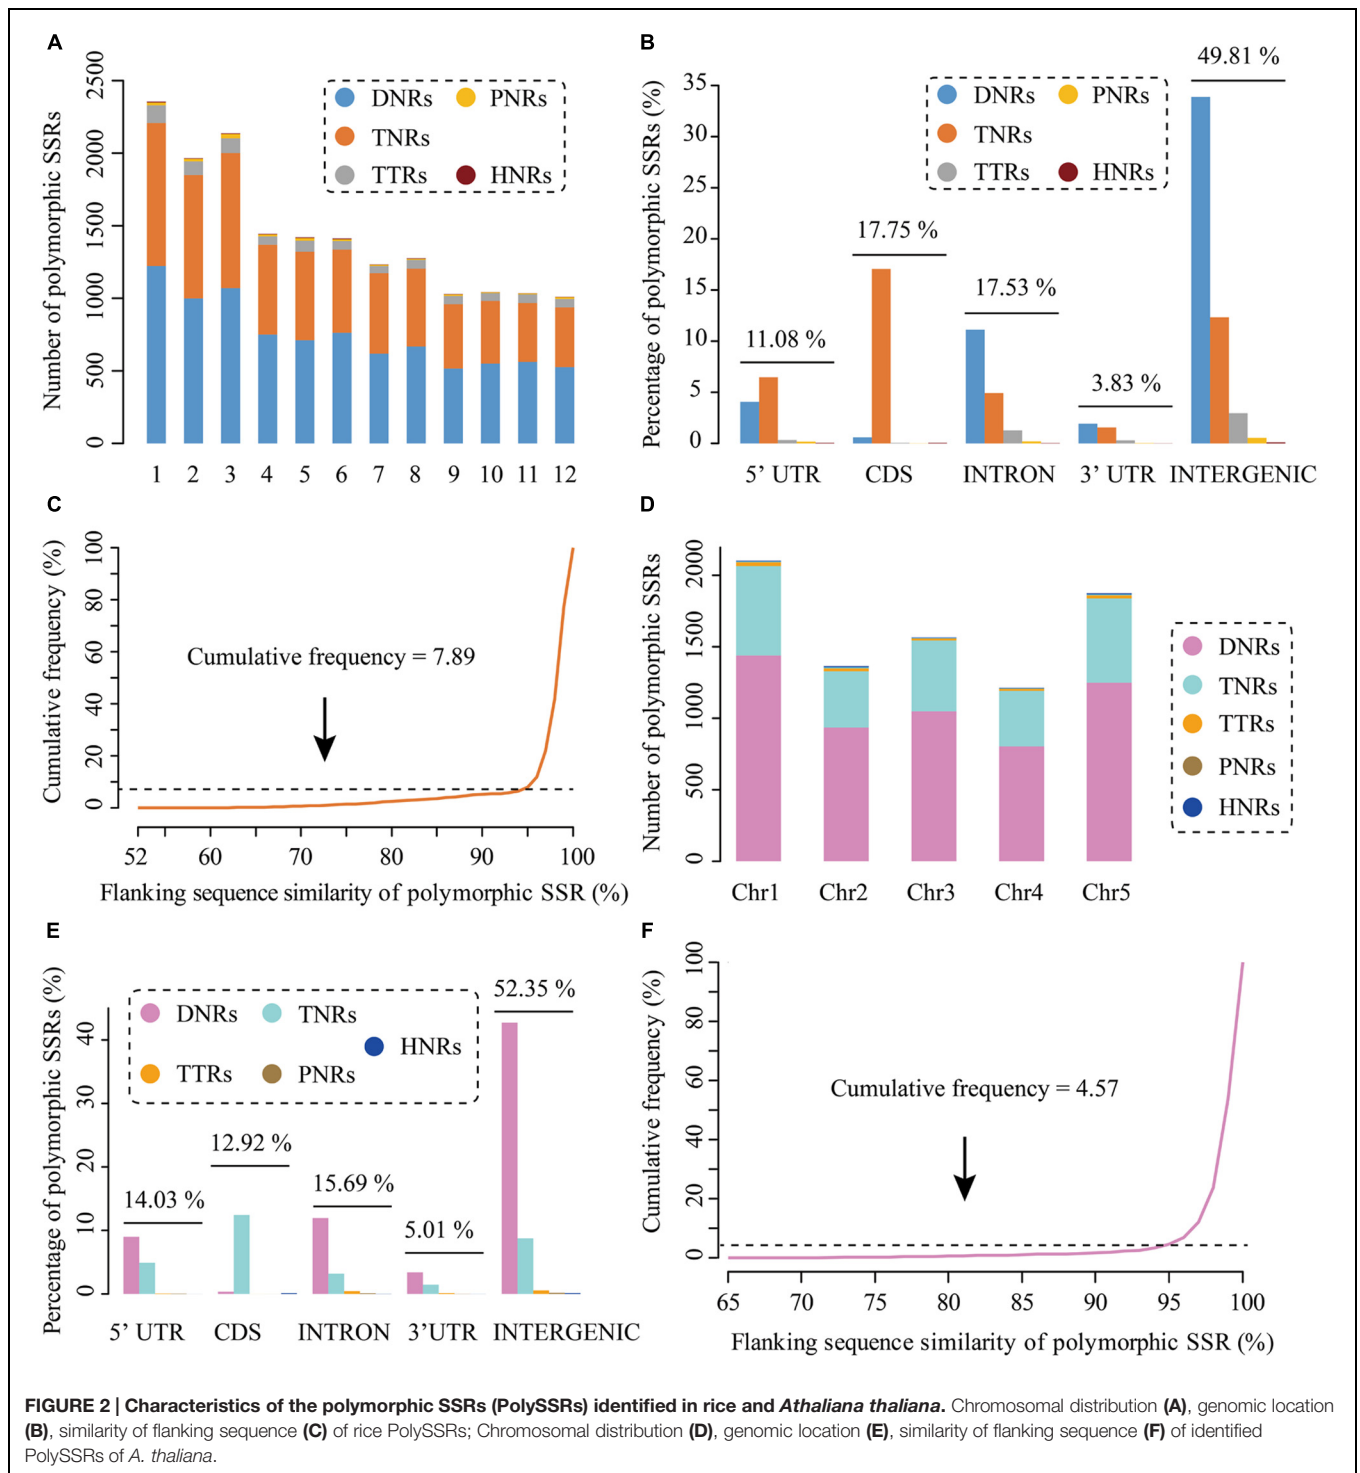 A
Number of polymorphic SSRs
0 500 1000 1500 2000 2500
DNRs PNRs
TNRs
TTRs HNRs
1 2 3 4 5 6 7 8 9 10 11 12
B
Percentage of polymorphic SSRs (%)
0 5 10 15 20 25 30 35
DNRs PNRs
TNRs
TTRs HNRs
11.08 %
17.75 %
17.53 %
3.83 %
49.81 %
5’ UTR CDS INTRON 3’ UTR INTERGENIC
C
Cumulative frequency (%)
0 20 40 60 80 100
Cumulative frequency = 7.89
52 60 70 80 90 100
Flanking sequence similarity of polymorphic SSR (%)
D
Number of polymorphic SSRs
0 500 1000 1500 2000
DNRs
TNRs
TTRs
PNRs
HNRs
Chr1 Chr2 Chr3 Chr4 Chr5
E
Percentage of polymorphic SSRs (%)
0 10 20 30 40
DNRs TNRs
HNRs
TTRs PNRs
14.03 %
12.92 %
15.69 %
5.01 %
52.35 %
5’ UTR CDS INTRON 3’UTR INTERGENIC
F
Cumulative frequency (%)
0 20 40 60 80 100
Cumulative frequency = 4.57
65 70 75 80 85 90 95 100
Flanking sequence similarity of polymorphic SSR (%)
FIGURE 2 | Characteristics of the polymorphic SSRs (PolySSRs) identified in rice and Athaliana thaliana. Chromosomal distribution (A), genomic location
(B), similarity of flanking sequence (C) of rice PolySSRs; Chromosomal distribution (D), genomic location (E), similarity of flanking sequence (F) of identified
PolySSRs of A. thaliana.